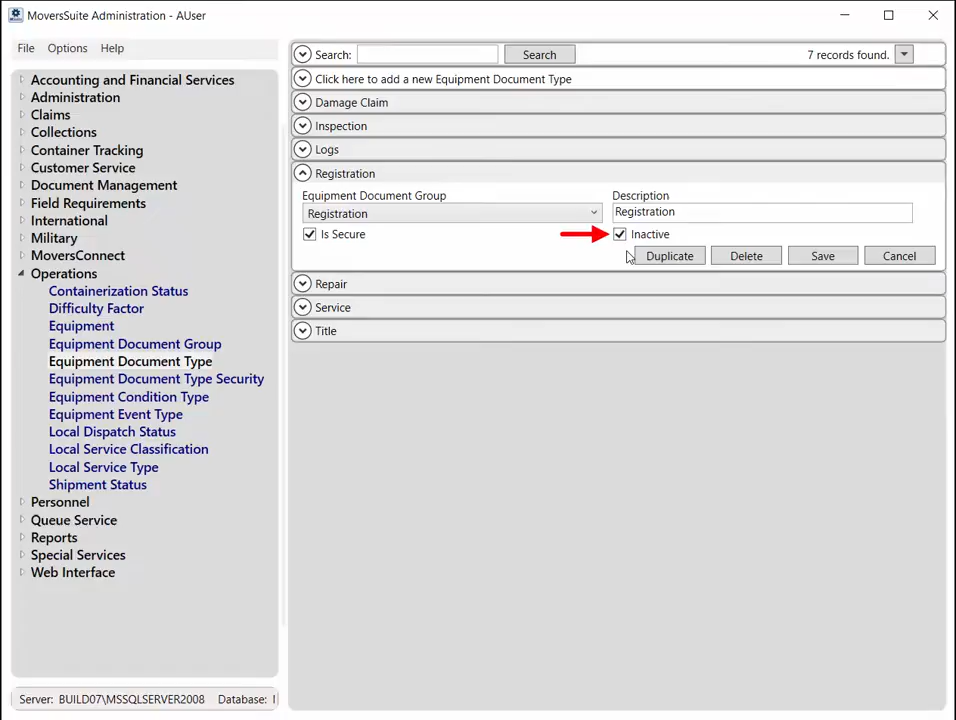 MoversSuite Administration - AUser
File Options Help
Accounting and Financial Services
Administration
Claims
Collections
Container Tracking
Customer Service
Document Management
Field Requirements
International
Military
MoversConnect
Operations
Containerization Status
Difficulty Factor
Equipment
Equipment Document Group
Equipment Document Type
Equipment Document Type Security
Equipment Condition Type
Equipment Event Type
Local Dispatch Status
Local Service Classification
Local Service Type
Shipment Status
Personnel
Queue Service
Reports
Special Services
Web Interface
Server: BUILD07\MSSQLSERVER2008 Database:
Search: Search 7 records found.
Click here to add a new Equipment Document Type
Damage Claim
Inspection
Logs
Registration
Equipment Document Group Description
Registration Registration
Is Secure Inactive
Duplicate Delete Save Cancel
Repair
Service
Title